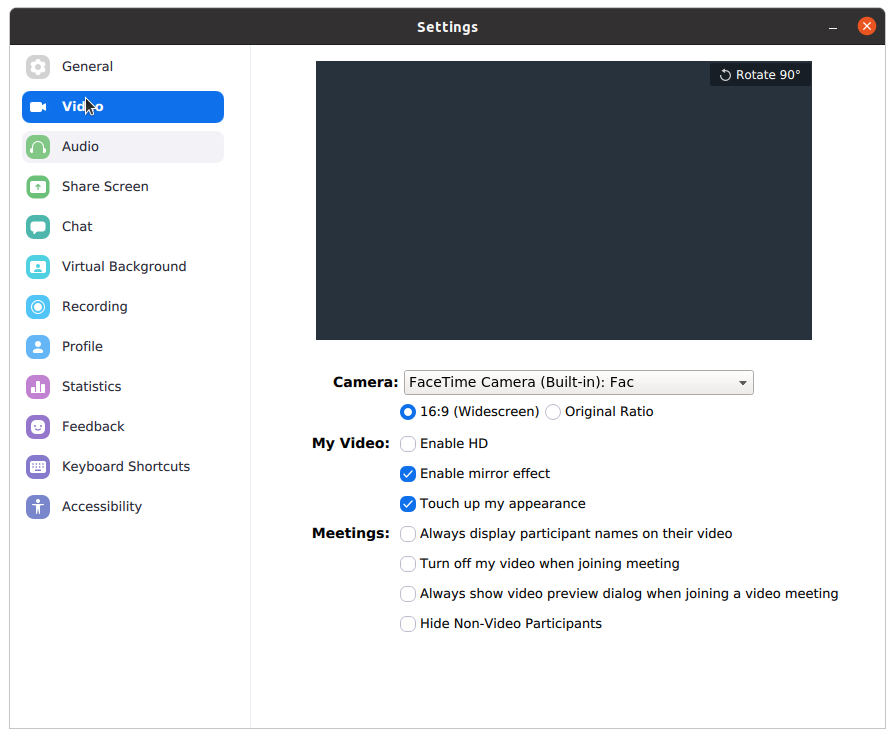 Settings
General
Video
Audio
Share Screen
Chat
Virtual Background
Recording
Profile
Statistics
Feedback
Keyboard Shortcuts
Accessibility
Rotate 90°
Camera: FaceTime Camera (Built-in): Fac
16:9 (Widescreen) Original Ratio
My Video: Enable HD
Enable mirror effect
Touch up my appearance
Meetings: Always display participant names on their video
Turn off my video when joining meeting
Always show video preview dialog when joining a video meeting
Hide Non-Video Participants